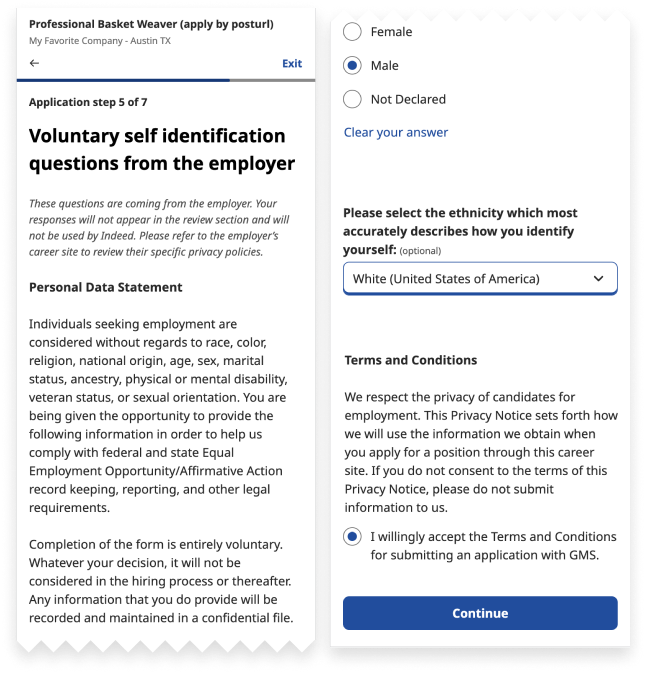 Professional Basket Weaver (apply by posturl)
My Favorite Company - Austin TX
Exit
Application step 5 of 7
Voluntary self identification
questions from the employer
These questions are coming from the employer. Your
responses will not appear in the review section and will
not be used by Indeed. Please refer to the employer's
career site to review their specific privacy policies.
Personal Data Statement
Individuals seeking employment are
considered without regards to race, color,
religion, national origin, age, sex, marital
status, ancestry, physical or mental disability,
veteran status, or sexual orientation. You are
being given the opportunity to provide the
following information in order to help us
comply with federal and state Equal
Employment Opportunity/Affirmative Action
record keeping, reporting, and other legal
requirements.
Completion of the form is entirely voluntary.
Whatever your decision, it will not be
considered in the hiring process or thereafter.
Any information that you do provide will be
recorded and maintained in a confidential file.
Female
Male
Not Declared
Clear your answer
Please select the ethnicity which most
accurately describes how you identify
yourself: (optional)
White (United States of America)
Terms and Conditions
We respect the privacy of candidates for
employment. This Privacy Notice sets forth how
we will use the information we obtain when
you apply for a position through this career
site. If you do not consent to the terms of this
Privacy Notice, please do not submit
information to us.
I willingly accept the Terms and Conditions
for submitting an application with GMS.
Continue